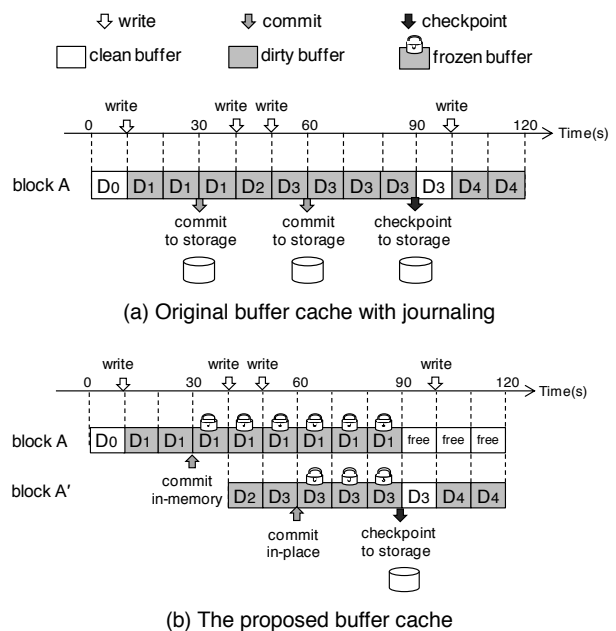 write commit checkpoint
clean buffer dirty buffer frozen buffer
write write write write
0 30 60 90 120 Time(s)
block A D0 D1 D1 D1 D2 D3 D3 D3 D3 D3 D4 D4
commit to storage commit to storage checkpoint to storage
(a) Original buffer cache with journaling
write write write write
0 30 60 90 120 Time(s)
block A D0 D1 D1 D1 D1 D1 D1 D1 D1 free free free
commit in-memory
block A′ D2 D3 D3 D3 D3 D3 D4 D4
commit in-place checkpoint to storage
(b) The proposed buffer cache